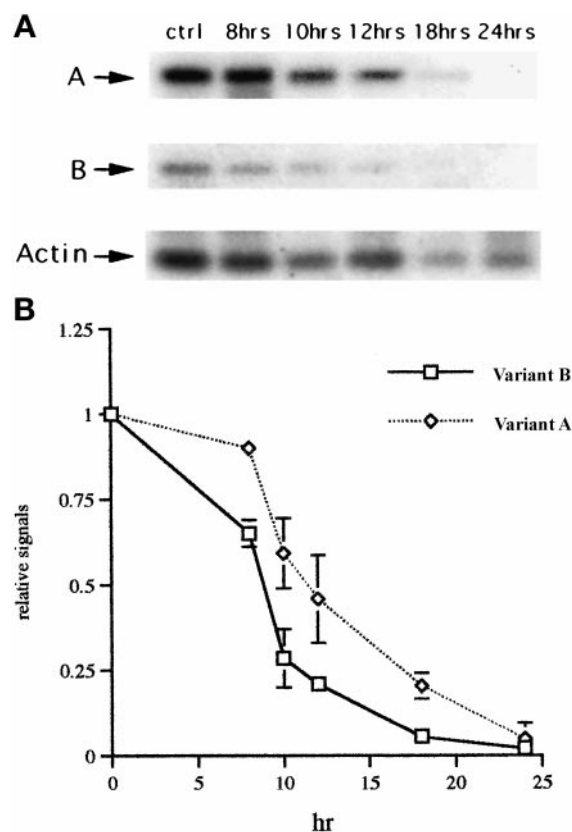 A
ctrl 8hrs 10hrs 12hrs 18hrs 24hrs
A
B
Actin
B
1.25
1
0.75
0.5
0.25
0
relative signals
Variant B
Variant A
0 5 10 15 20 25
hr